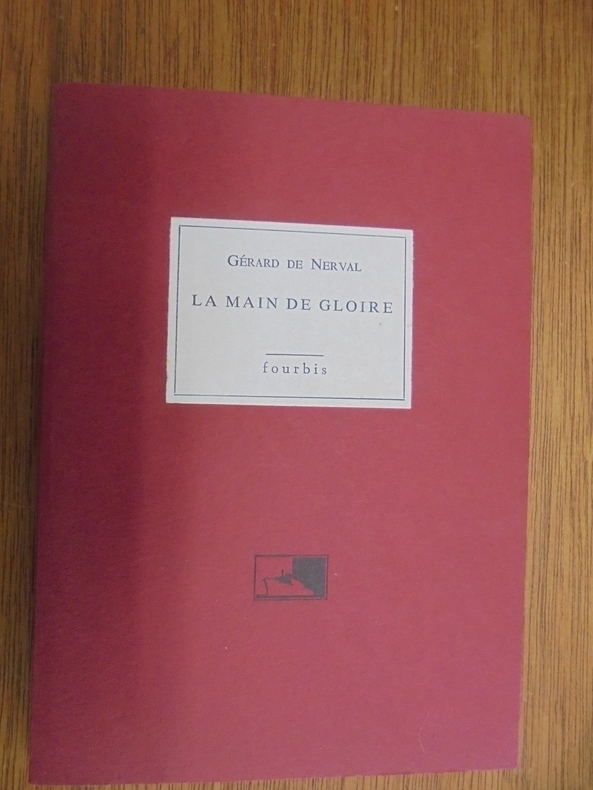 GÉRARD DE NERVAL
LA MAIN DE GLOIRE
fourbis